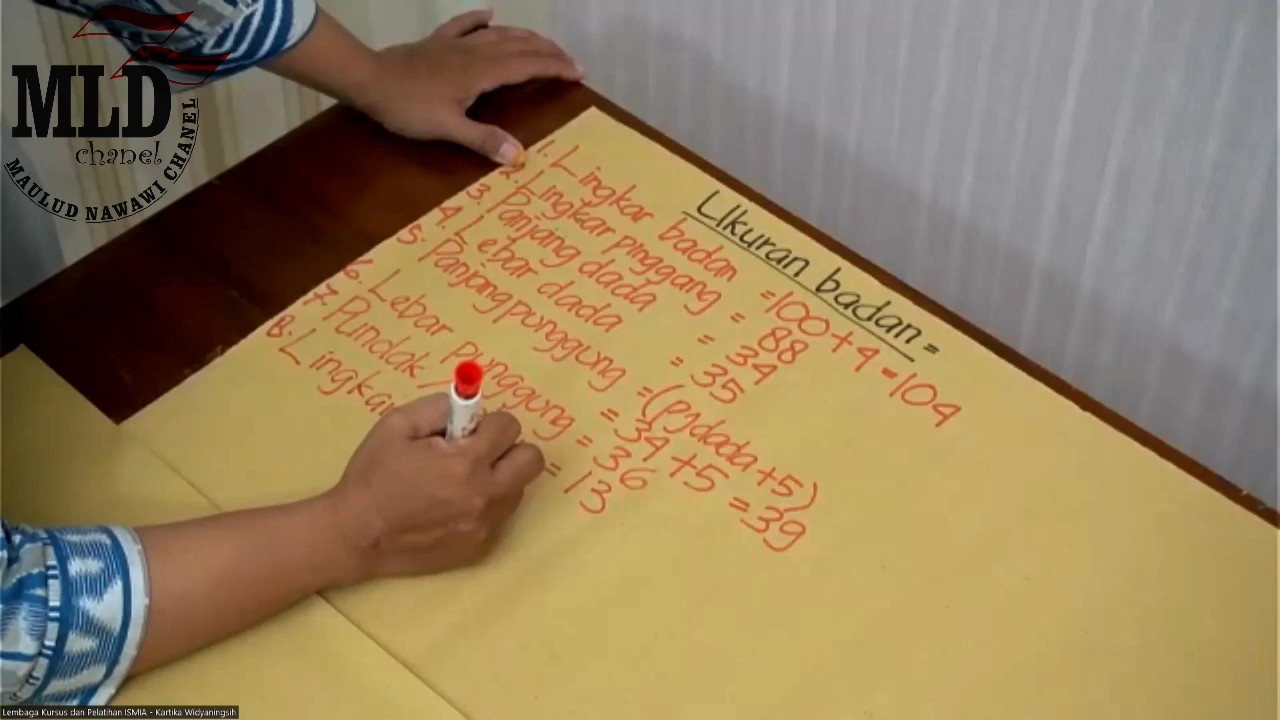 MLD
chanel
MAULUD NAWAWI CHANEL
Ukuran badan =
1. Lingkar badan = 100 + 4 = 104
2. Lingkar pinggang = 88
3. Panjang dada = 34
4. Lebar dada = 35
5. Panjang punggung = (pj dada + 5)
= 34 + 5 = 39
6. Lebar punggung = 36
7. Pundak = 13
8. Lingkar
Lembaga Kursus dan Pelatihan ISMIA - Kartika Widyaningsih